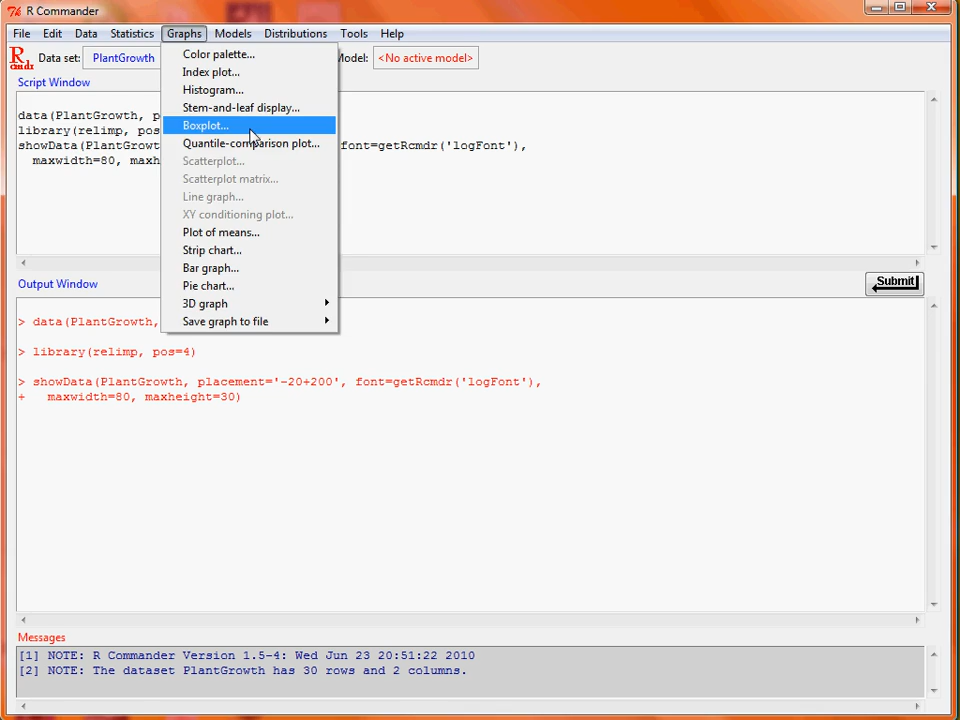 R Commander
File Edit Data Statistics Graphs Models Distributions Tools Help
R cmdr Data set: PlantGrowth Model: <No active model>
Script Window
Color palette...
Index plot...
Histogram...
Stem-and-leaf display...
Boxplot...
Quantile-comparison plot...
Scatterplot...
Scatterplot matrix...
Line graph...
XY conditioning plot...
Plot of means...
Strip chart...
Bar graph...
Pie chart...
3D graph
Save graph to file
data(PlantGrowth, p
library(relimp, pos
showData(PlantGrowt font=getRcmdr('logFont'),
maxwidth=80, maxh
Output Window
Submit
> data(PlantGrowth,
> library(relimp, pos=4)
> showData(PlantGrowth, placement='-20+200', font=getRcmdr('logFont'),
+ maxwidth=80, maxheight=30)
Messages
[1] NOTE: R Commander Version 1.5-4: Wed Jun 23 20:51:22 2010
[2] NOTE: The dataset PlantGrowth has 30 rows and 2 columns.